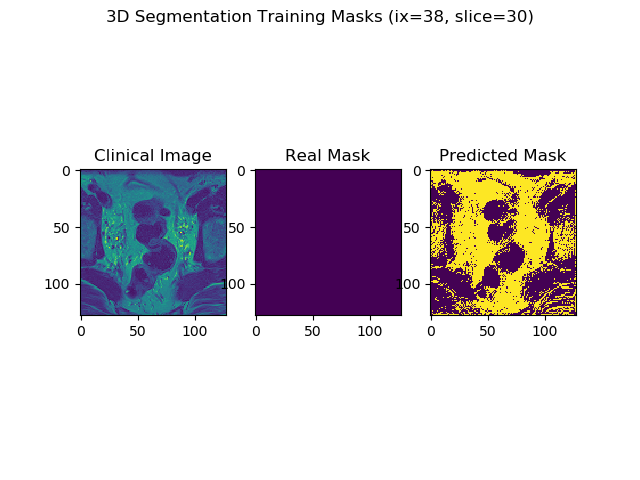 3D Segmentation Training Masks (ix=38, slice=30)
Clinical Image Real Mask Predicted Mask
0 0 0
50 50 50
100 100 100
0 50 100 0 50 100 0 50 100